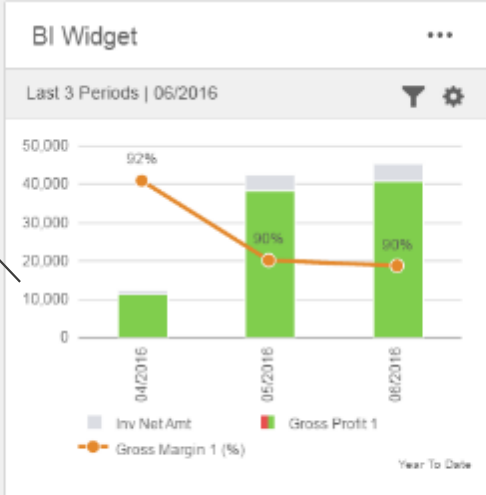 BI Widget
Last 3 Periods | 06/2016
50,000
40,000
30,000
20,000
10,000
0
92%
90%
90%
04/2016
05/2016
06/2016
Inv Net Amt
Gross Profit 1
Gross Margin 1 (%)
Year To Date